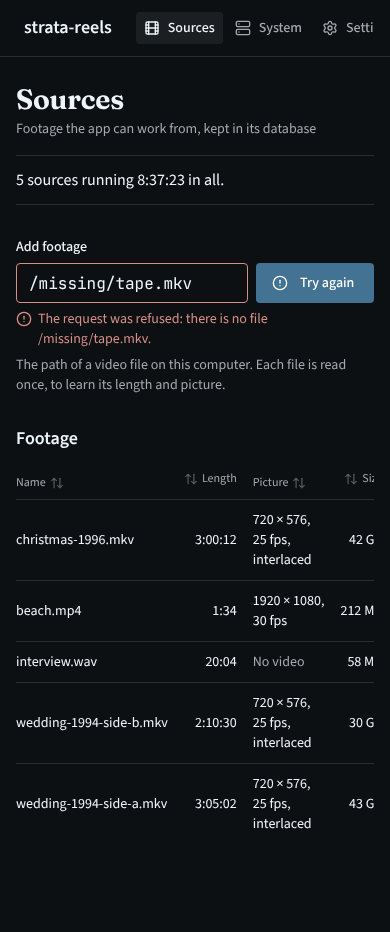 strata-reels Sources System Setti
Sources
Footage the app can work from, kept in its database
5 sources running 8:37:23 in all.
Add footage
/missing/tape.mkv Try again
The request was refused: there is no file
/missing/tape.mkv.
The path of a video file on this computer. Each file is read
once, to learn its length and picture.
Footage
Name Length Picture Siz
christmas-1996.mkv 3:00:12 720 × 576,
25 fps,
interlaced 42 G
beach.mp4 1:34 1920 × 1080,
30 fps 212 M
interview.wav 20:04 No video 58 M
wedding-1994-side-b.mkv 2:10:30 720 × 576,
25 fps,
interlaced 30 G
wedding-1994-side-a.mkv 3:05:02 720 × 576,
25 fps,
interlaced 43 G